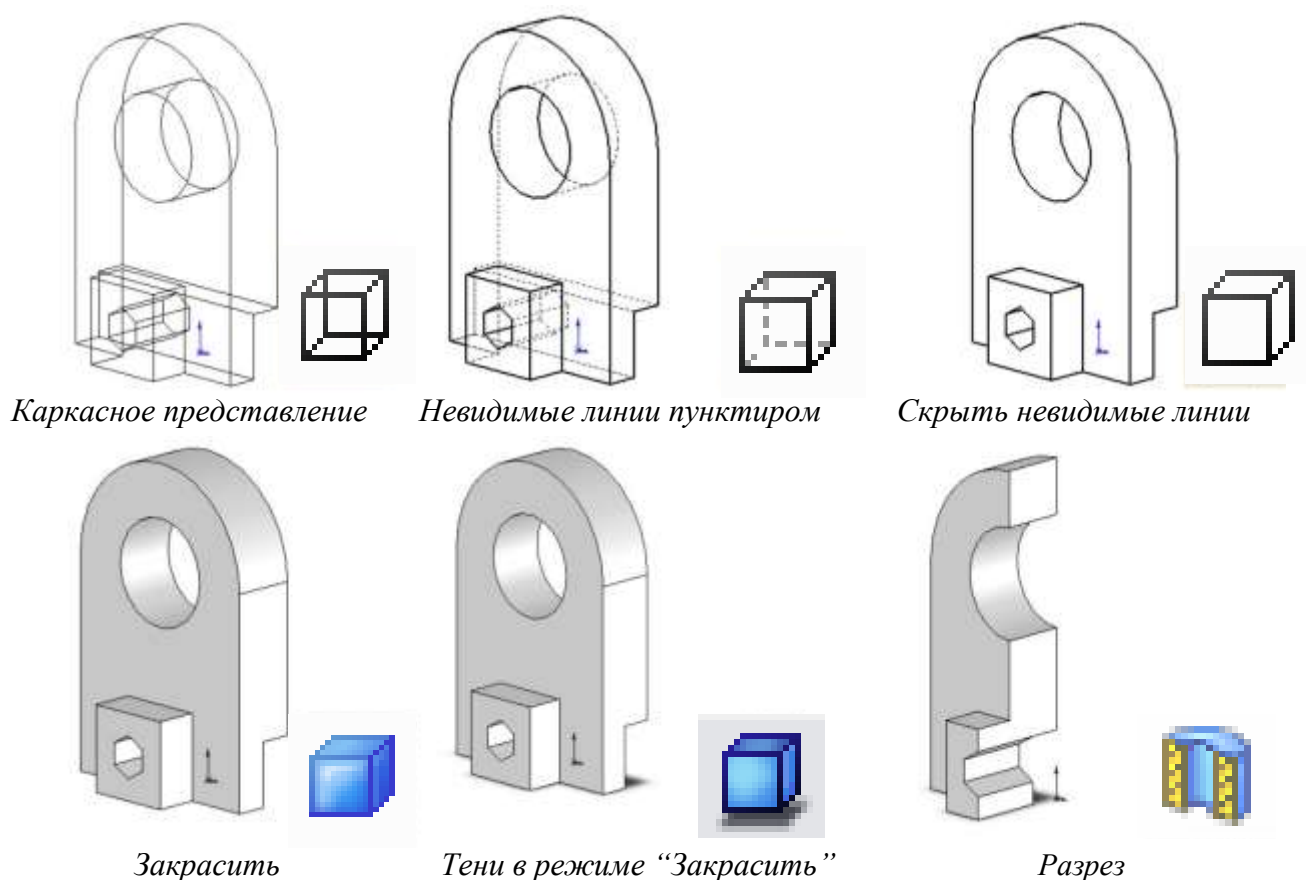 Каркасное представление
Невидимые линии пунктиром
Скрыть невидимые линии
Закрасить
Тени в режиме “Закрасить”
Разрез